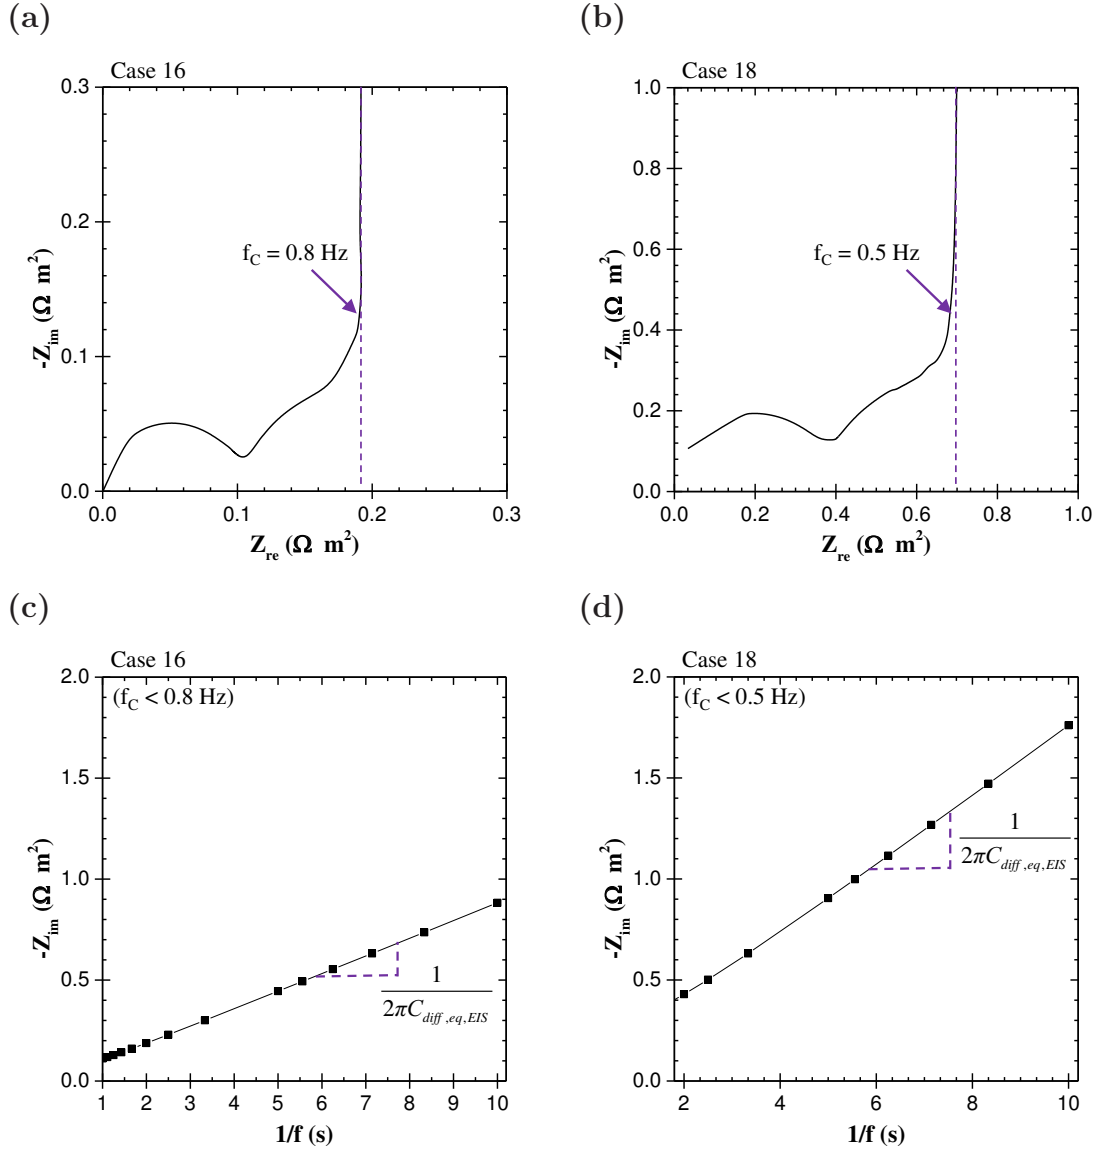 (a)
Case 16
0.3
0.2
0.1
0.0
-Z_im (Ω m²)
f_C = 0.8 Hz
0.0 0.1 0.2 0.3
Z_re (Ω m²)
(b)
Case 18
1.0
0.8
0.6
0.4
0.2
0.0
-Z_im (Ω m²)
f_C = 0.5 Hz
0.0 0.2 0.4 0.6 0.8 1.0
Z_re (Ω m²)
(c)
Case 16
(f_C < 0.8 Hz)
2.0
1.5
1.0
0.5
0.0
-Z_im (Ω m²)
1
2πC_diff,eq,EIS
1 2 3 4 5 6 7 8 9 10
1/f (s)
(d)
Case 18
(f_C < 0.5 Hz)
2.0
1.5
1.0
0.5
0.0
-Z_im (Ω m²)
1
2πC_diff,eq,EIS
2 4 6 8 10
1/f (s)